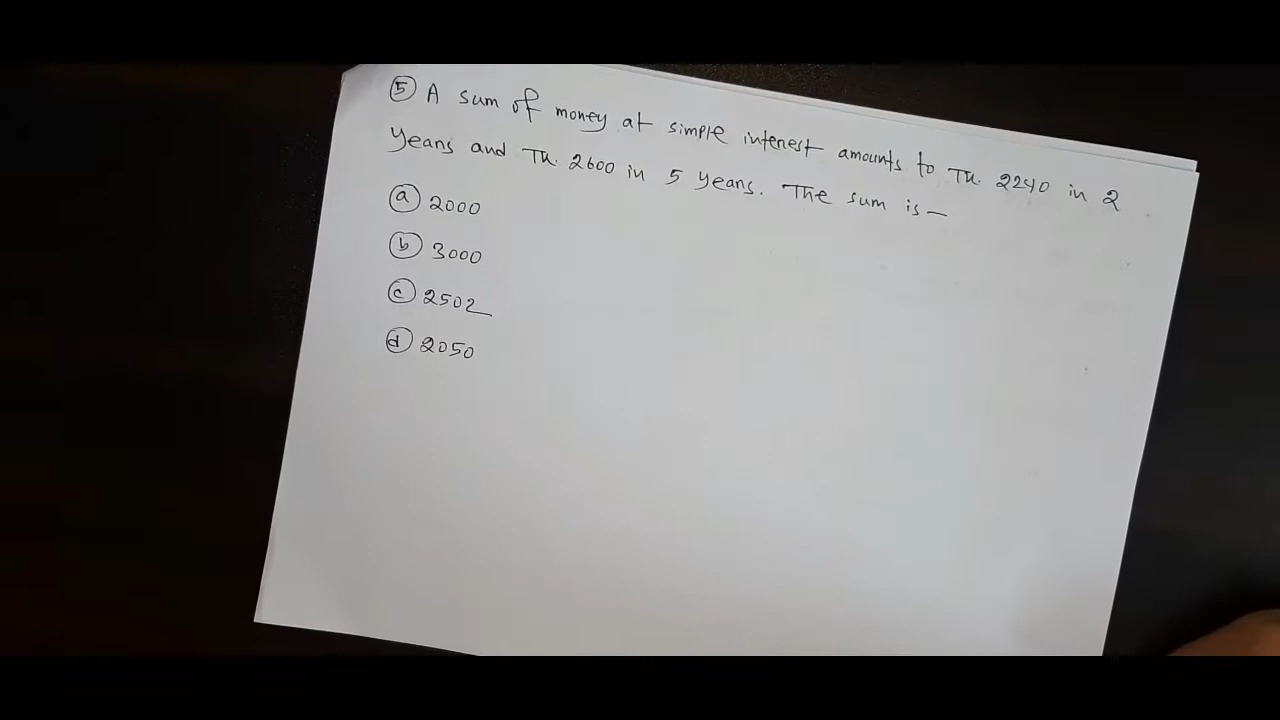 ⑤ A sum of money at simple interest amounts to TK. 2240 in 2
years and TK. 2600 in 5 years. The sum is —
ⓐ 2000
ⓑ 3000
ⓒ 2502
ⓓ 2050